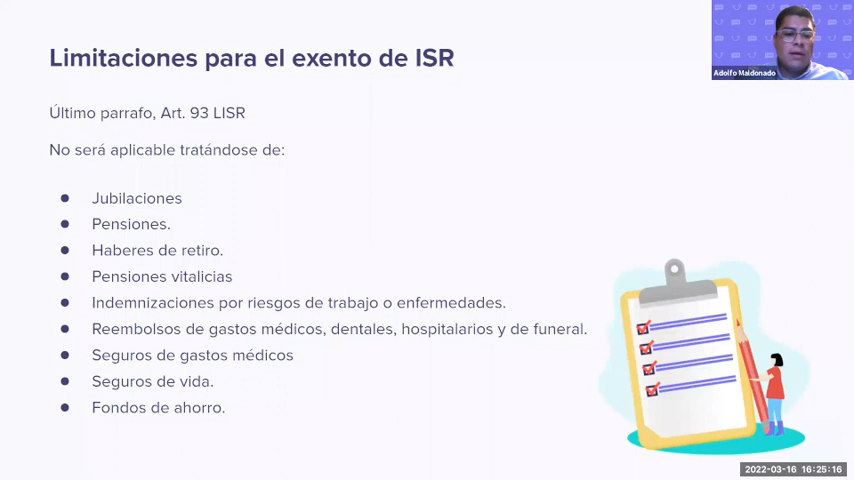 Limitaciones para el exento de ISR
Adolfo Maldonado
Último parrafo, Art. 93 LISR
No será aplicable tratándose de:
● Jubilaciones
● Pensiones.
● Haberes de retiro.
● Pensiones vitalicias
● Indemnizaciones por riesgos de trabajo o enfermedades.
● Reembolsos de gastos médicos, dentales, hospitalarios y de funeral.
● Seguros de gastos médicos
● Seguros de vida.
● Fondos de ahorro.
2022-03-16 16:25:16